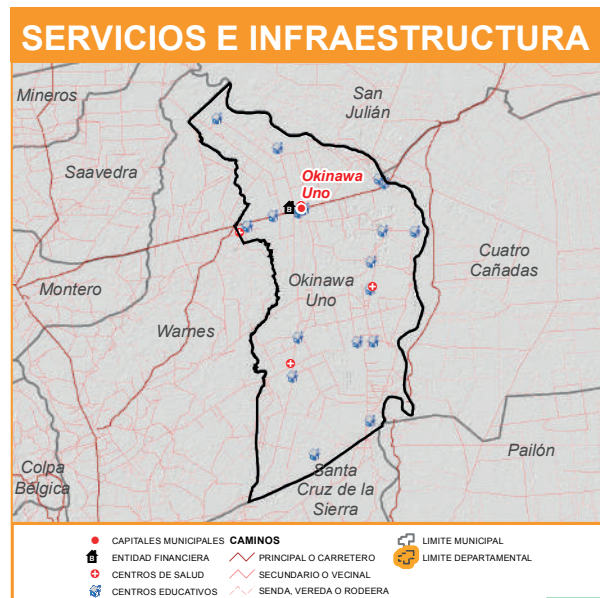 SERVICIOS E INFRAESTRUCTURA
Mineros
San
Julián
Saavedra
Okinawa
Uno
B
Cuatro
Cañadas
Montero
Okinawa
Uno
Warnes
Pailón
Colpa
Bélgica
Santa
Cruz de la
Sierra
CAPITALES MUNICIPALES
B ENTIDAD FINANCIERA
CENTROS DE SALUD
CENTROS EDUCATIVOS
CAMINOS
PRINCIPAL O CARRETERO
SECUNDARIO O VECINAL
SENDA, VEREDA O RODEERA
LIMITE MUNICIPAL
LIMITE DEPARTAMENTAL